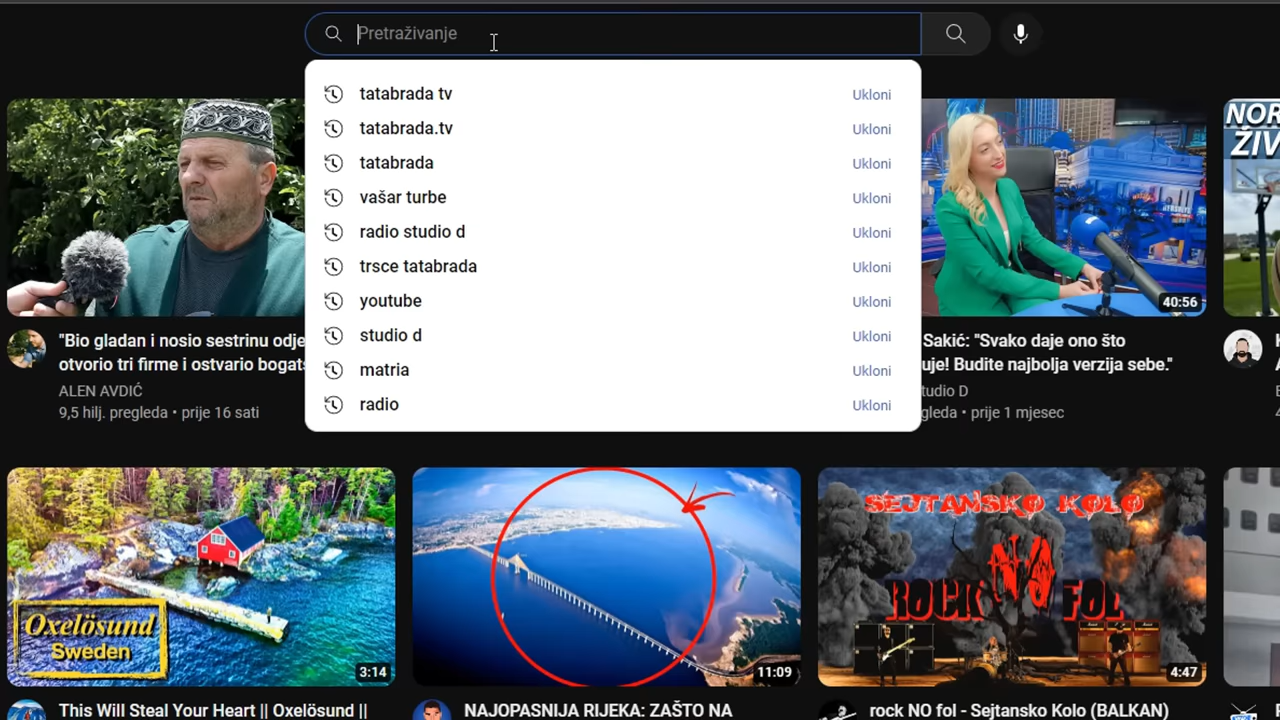 Pretraživanje
tatabrada tv
Ukloni
tatabrada.tv
Ukloni
tatabrada
Ukloni
vašar turbe
Ukloni
radio studio d
Ukloni
trsce tatabrada
Ukloni
youtube
Ukloni
studio d
Ukloni
matria
Ukloni
radio
Ukloni
"Bio gladan i nosio sestrinu odje
otvorio tri firme i ostvario bogats
ALEN AVDIĆ
9,5 hilj. pregleda • prije 16 sati
40:56
Sakić: "Svako daje ono što
uje! Budite najbolja verzija sebe."
tudio D
gleda • prije 1 mjesec
NOR
ŽIV
Oxelösund
Sweden
3:14
This Will Steal Your Heart || Oxelösund ||
11:09
NAJOPASNIJA RIJEKA: ZAŠTO NA
SEJTANSKO KOLO
ROCK NO FOL
4:47
rock NO fol - Sejtansko Kolo (BALKAN)